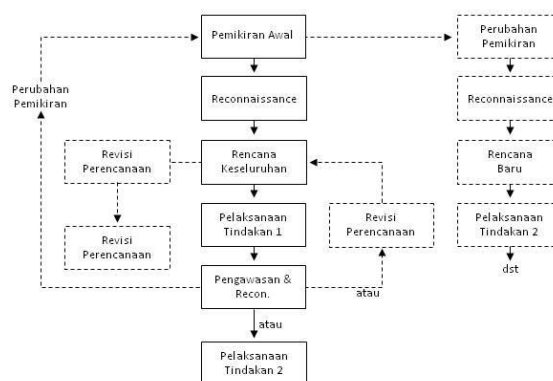 Pemikiran Awal
Perubahan
Pemikiran
Perubahan
Pemikiran
Reconnaissance
Reconnaissance
Revisi
Perencanaan
Rencana
Keseluruhan
Rencana
Baru
Revisi
Perencanaan
Pelaksanaan
Tindakan 1
Revisi
Perencanaan
Pelaksanaan
Tindakan 2
Pengawasan &
Recon.
atau
dst
atau
Pelaksanaan
Tindakan 2